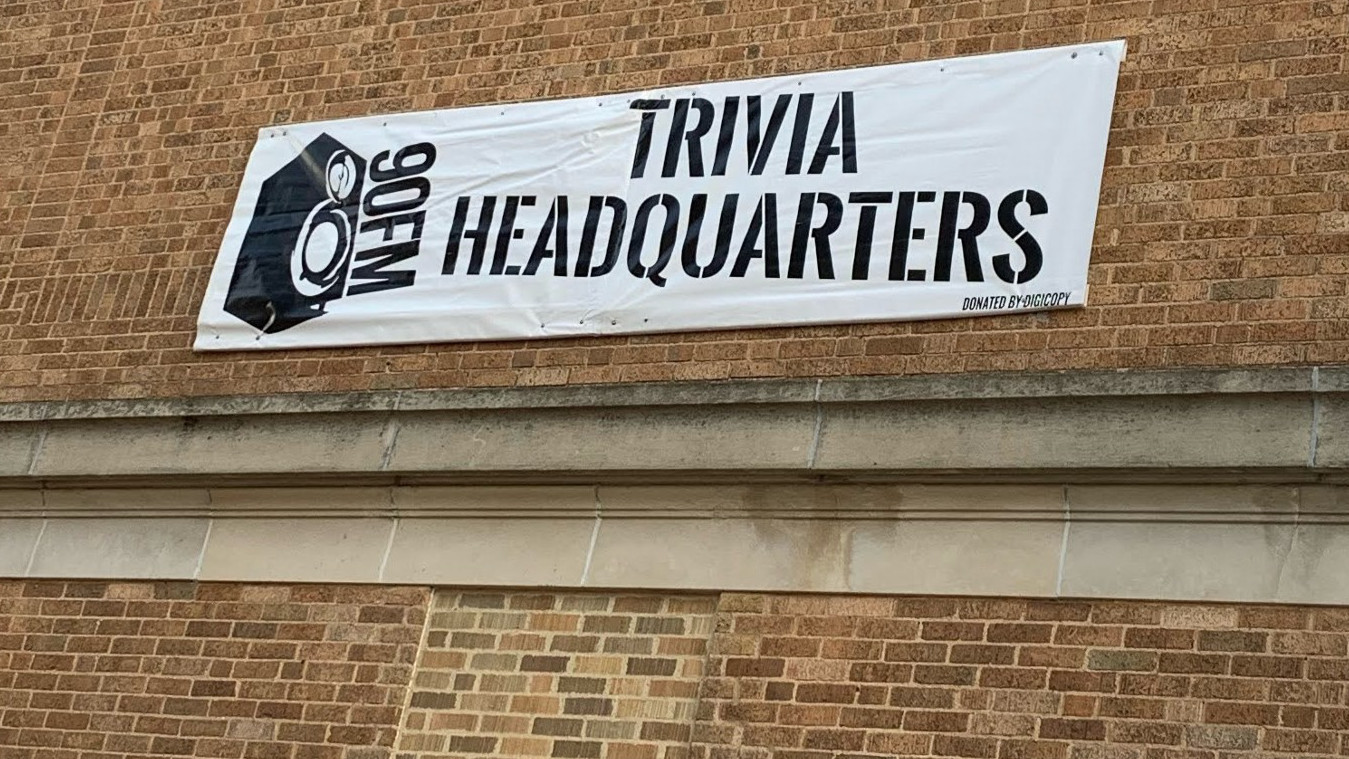 90FM
TRIVIA
HEADQUARTERS
DONATED BY DIGICOPY